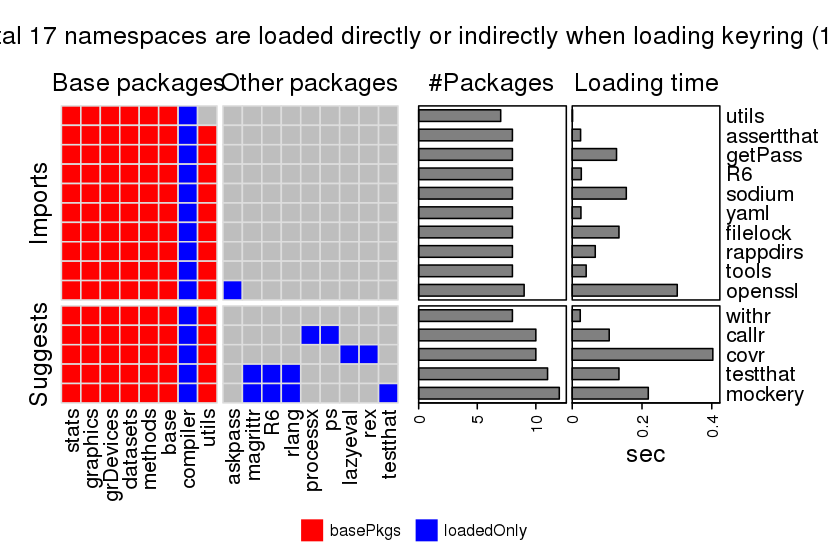 tal 17 namespaces are loaded directly or indirectly when loading keyring (1
Base packages Other packages #Packages Loading time
Imports
utils
assertthat
getPass
R6
sodium
yaml
filelock
rappdirs
tools
openssl
Suggests
withr
callr
covr
testthat
mockery
stats
graphics
grDevices
datasets
methods
base
compiler
utils
askpass
magrittr
R6
rlang
processx
ps
lazyeval
rex
testthat
0 5 10
0 0.2 0.4
sec
basePkgs loadedOnly